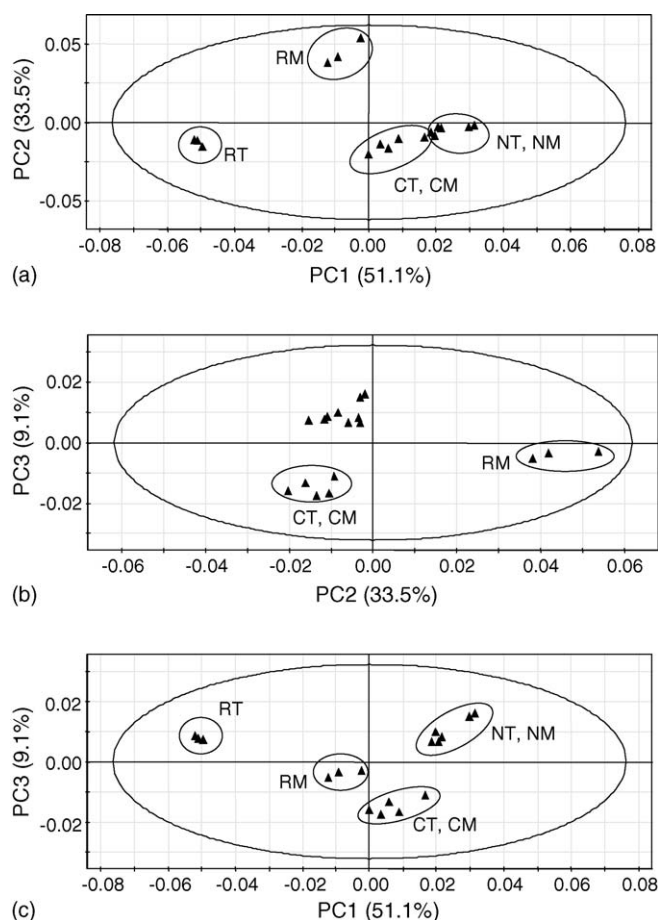 0.05
RM
PC2 (33.5%)
0.00
RT
NT, NM
CT, CM
-0.05
-0.08 -0.06 -0.04 -0.02 0.00 0.02 0.04 0.06 0.08
(a)
PC1 (51.1%)
0.02
PC3 (9.1%)
0.00
RM
-0.02
CT, CM
-0.06 -0.04 -0.02 0.00 0.02 0.04 0.06
(b)
PC2 (33.5%)
RT
0.02
NT, NM
PC3 (9.1%)
0.00
RM
CT, CM
-0.02
-0.08 -0.06 -0.04 -0.02 0.00 0.02 0.04 0.06 0.08
(c)
PC1 (51.1%)